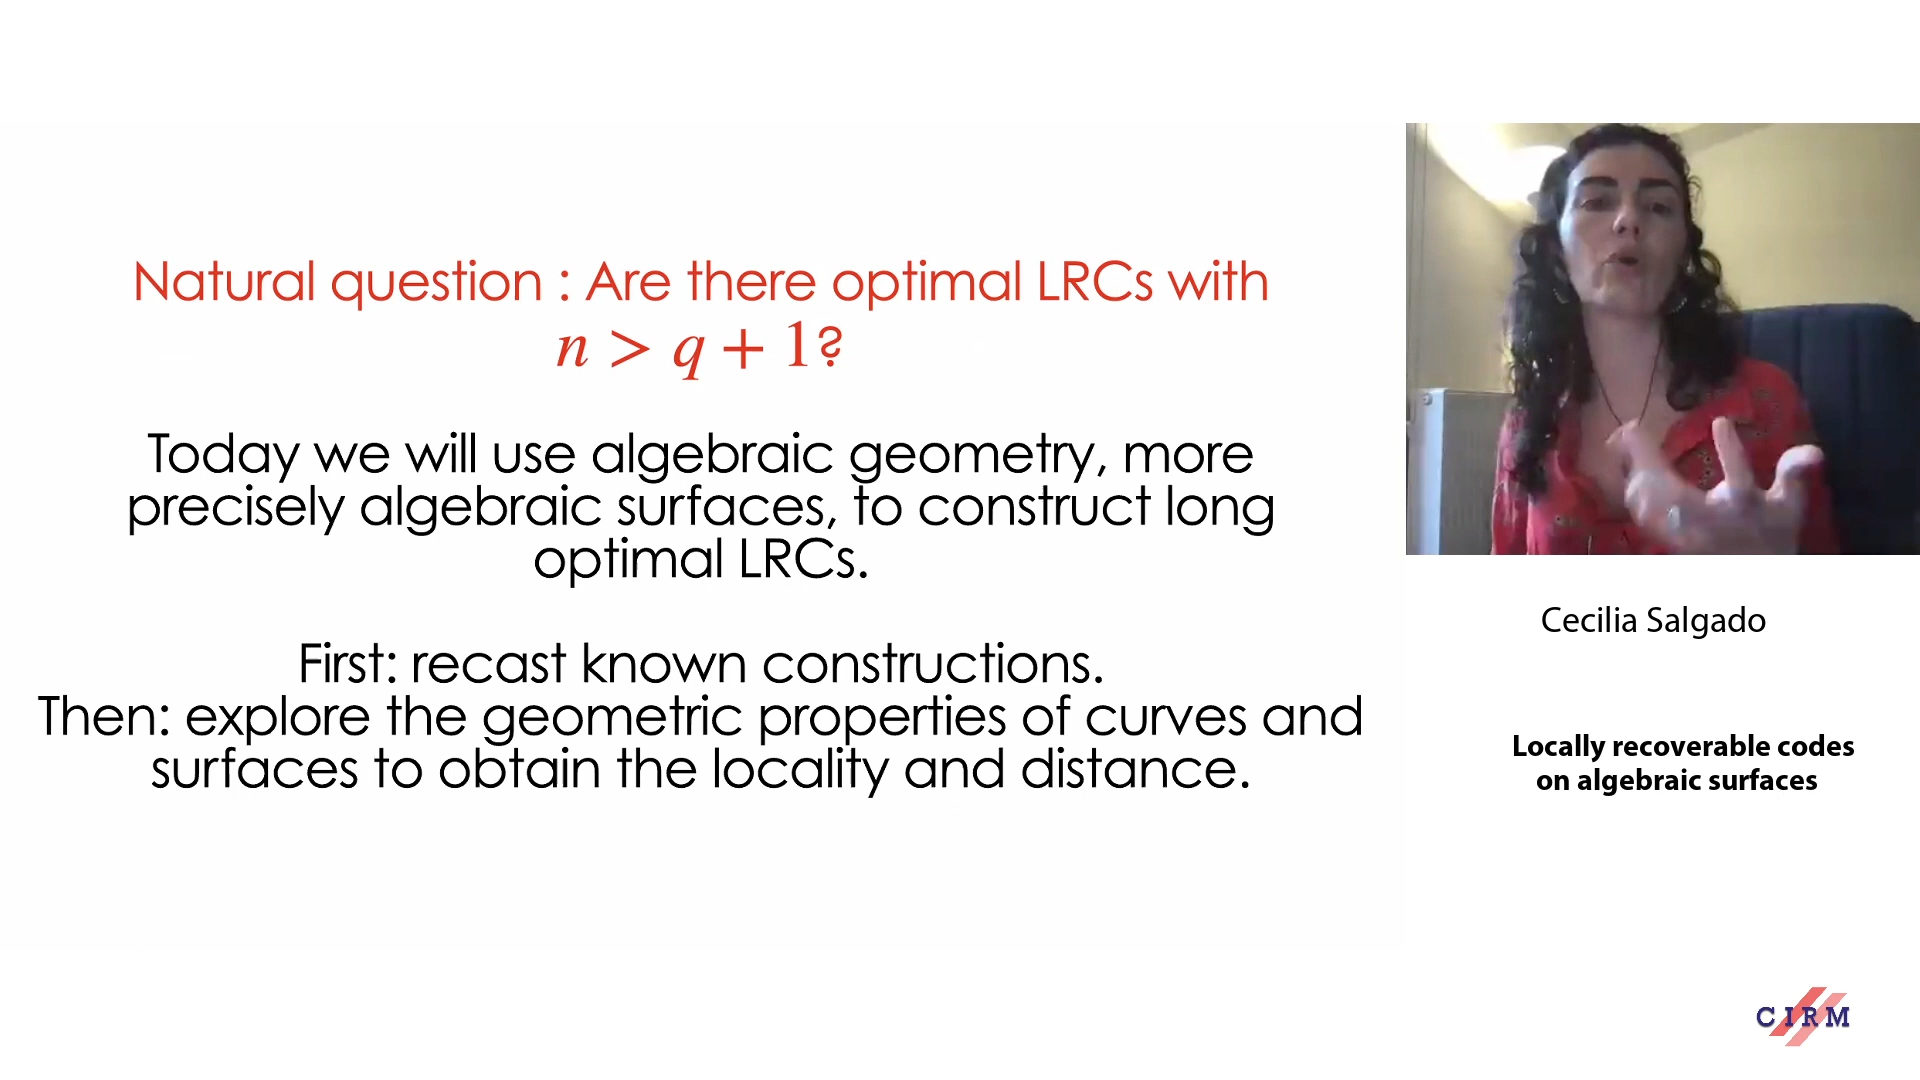 Natural question : Are there optimal LRCs with
n > q + 1?
Today we will use algebraic geometry, more
precisely algebraic surfaces, to construct long
optimal LRCs.
First: recast known constructions.
Then: explore the geometric properties of curves and
surfaces to obtain the locality and distance.
Cecilia Salgado
Locally recoverable codes
on algebraic surfaces
CIRM